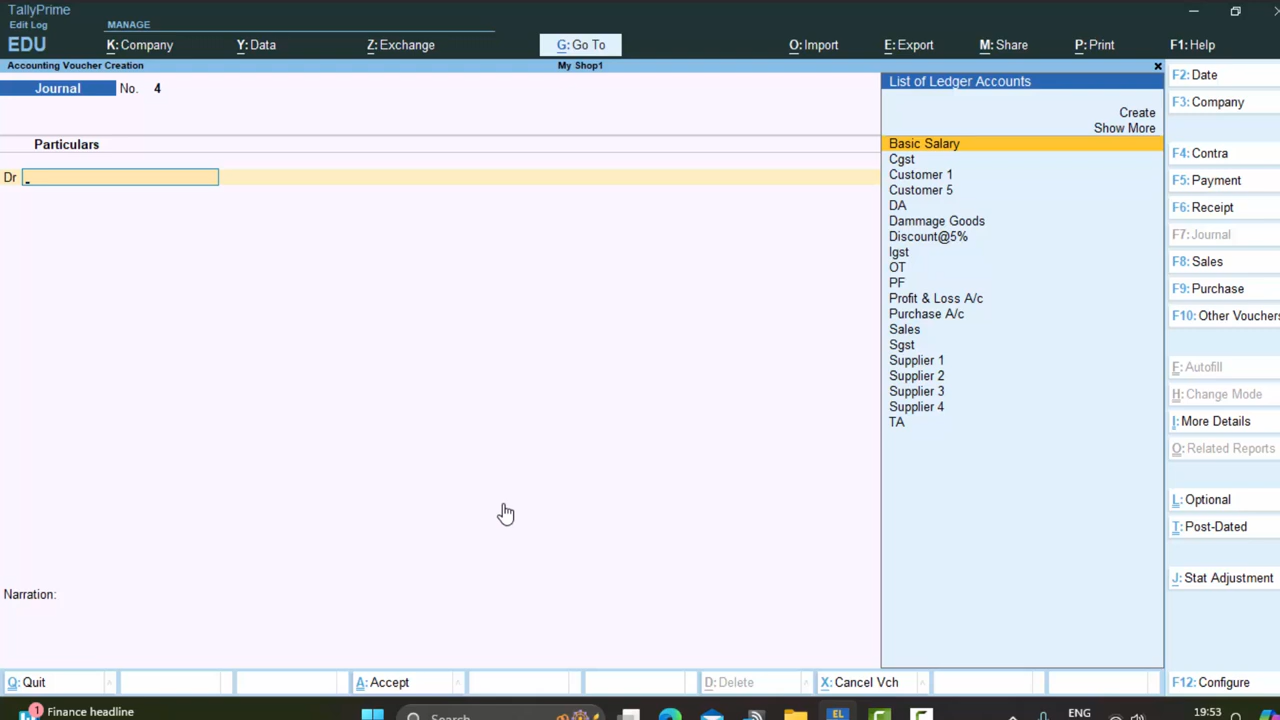 TallyPrime
Edit Log
EDU
MANAGE
K: Company
Y: Data
Z: Exchange
G: Go To
O: Import
E: Export
M: Share
P: Print
F1: Help
Accounting Voucher Creation
My Shop1
×
Journal
No. 4
Particulars
Dr
List of Ledger Accounts
Create
Show More
Basic Salary
Cgst
Customer 1
Customer 5
DA
Dammage Goods
Discount@5%
Igst
OT
PF
Profit & Loss A/c
Purchase A/c
Sales
Sgst
Supplier 1
Supplier 2
Supplier 3
Supplier 4
TA
F2: Date
F3: Company
F4: Contra
F5: Payment
F6: Receipt
F7: Journal
F8: Sales
F9: Purchase
F10: Other Vouchers
F: Autofill
H: Change Mode
I: More Details
O: Related Reports
L: Optional
T: Post-Dated
J: Stat Adjustment
Narration:
Q: Quit
A: Accept
D: Delete
X: Cancel Vch
F12: Configure
1
Finance headline
Search
EL
ENG
19:53